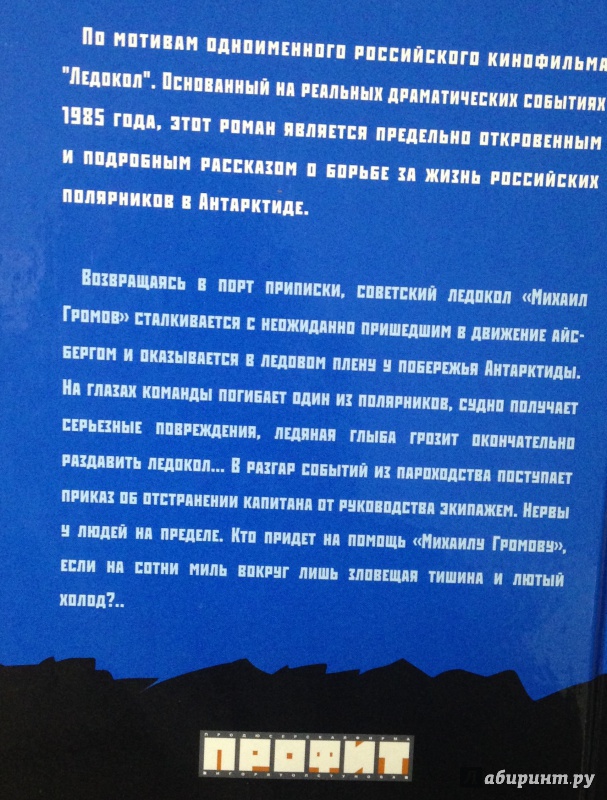 По мотивам одноименного российского кинофильма
"Ледокол". Основанный на реальных драматических событиях
1985 года, этот роман является предельно откровенным
и подробным рассказом о борьбе за жизнь российских
полярников в Антарктиде.
Возвращаясь в порт приписки, советский ледокол «Михаил
Громов» сталкивается с неожиданно пришедшим в движение айс-
бергом и оказывается в ледовом плену у побережья Антарктиды.
На глазах команды погибает один из полярников, судно получает
серьезные повреждения, ледяная глыба грозит окончательно
раздавить ледокол... В разгар событий из пароходства поступает
приказ об отстранении капитана от руководства экипажем. Нервы
у людей на пределе. Кто придет на помощь «Михаилу Громову»,
если на сотни миль вокруг лишь зловещая тишина и лютый
холод?..
ПРОФИТ
Лабиринт.ру